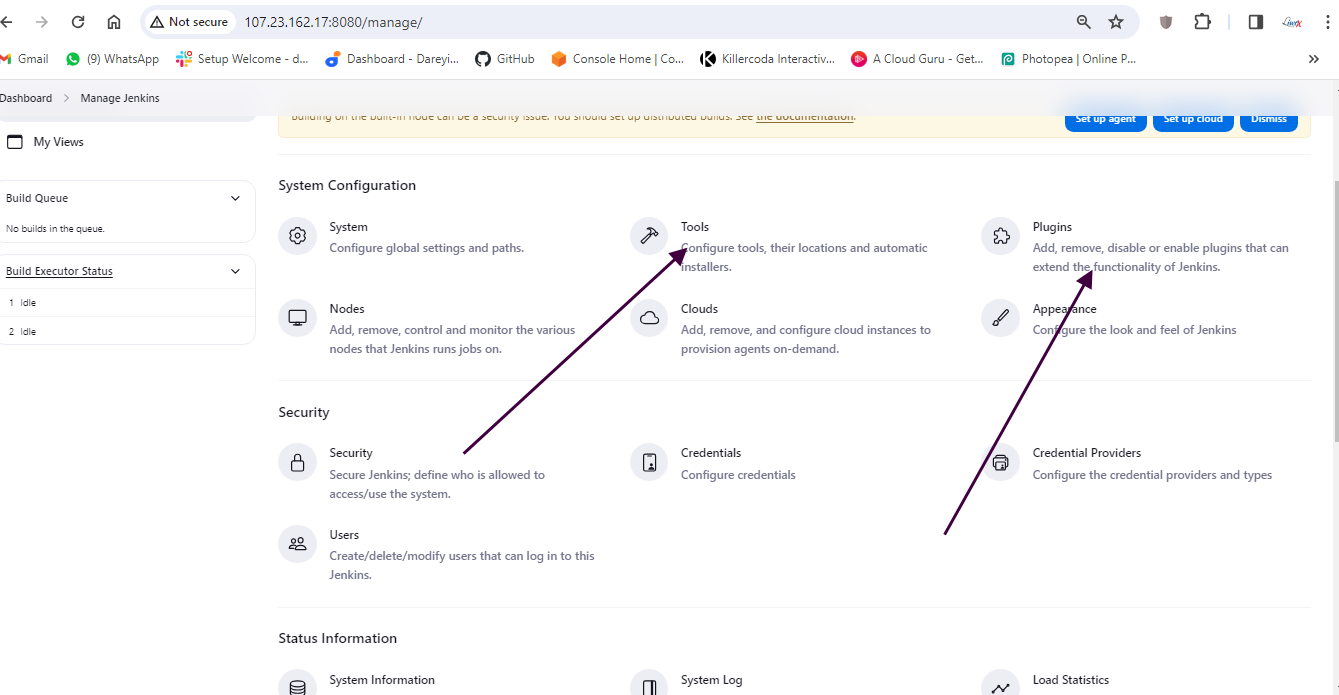 Not secure 107.23.162.17:8080/manage/
Gmail (9) WhatsApp Setup Welcome - d... Dashboard - Dareyi... GitHub Console Home | Co... Killercoda Interactiv... A Cloud Guru - Get... Photopea | Online P...
Dashboard > Manage Jenkins
Building on the built-in node can be a security issue. You should set up distributed builds. See the documentation.
Set up agent Set up cloud Dismiss
My Views
Build Queue
No builds in the queue.
Build Executor Status
1 Idle
2 Idle
System Configuration
System
Configure global settings and paths.
Tools
Configure tools, their locations and automatic
installers.
Plugins
Add, remove, disable or enable plugins that can
extend the functionality of Jenkins.
Nodes
Add, remove, control and monitor the various
nodes that Jenkins runs jobs on.
Clouds
Add, remove, and configure cloud instances to
provision agents on-demand.
Appearance
Configure the look and feel of Jenkins
Security
Security
Secure Jenkins; define who is allowed to
access/use the system.
Credentials
Configure credentials
Credential Providers
Configure the credential providers and types
Users
Create/delete/modify users that can log in to this
Jenkins.
Status Information
System Information
System Log
Load Statistics